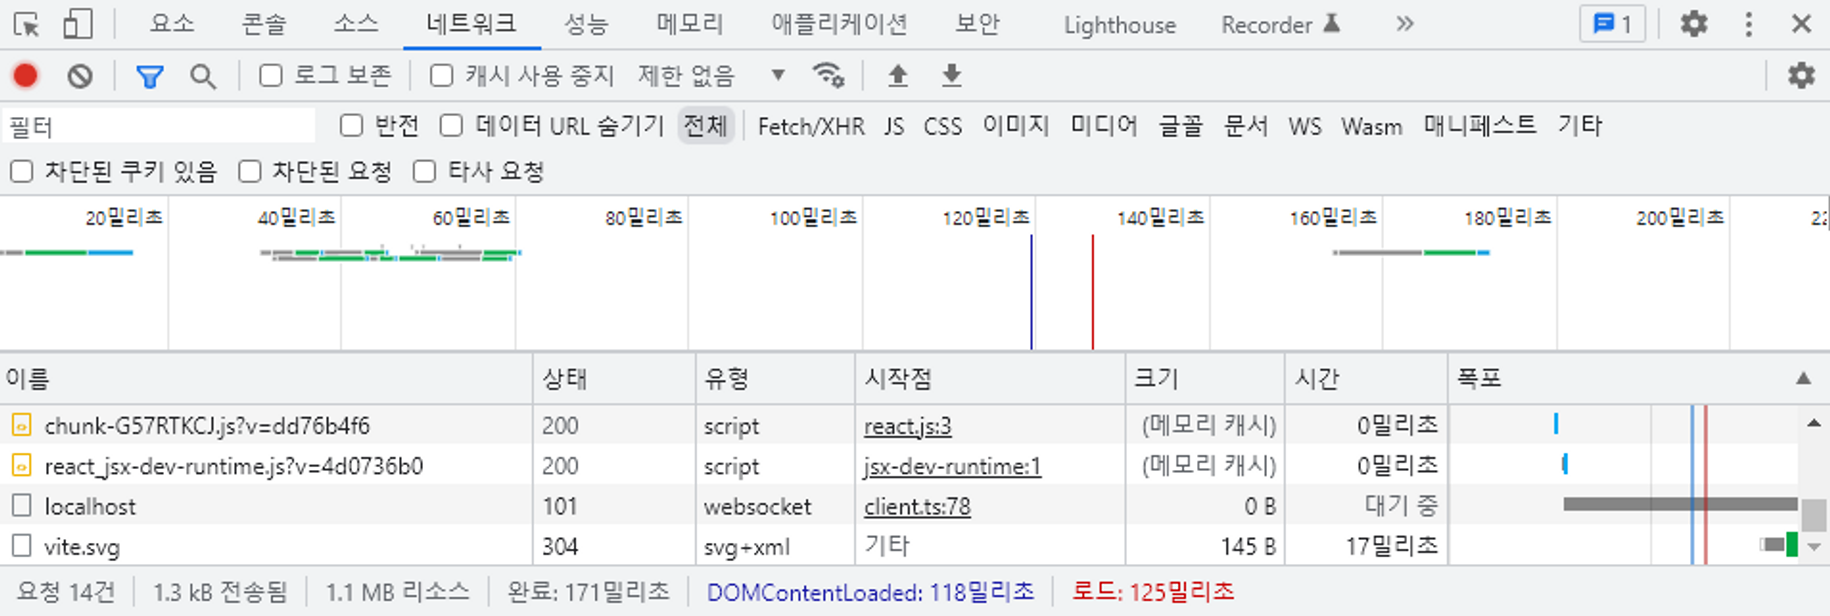 요소 콘솔 소스 네트워크 성능 메모리 애플리케이션 보안 Lighthouse Recorder 1
로그 보존 캐시 사용 중지 제한 없음
필터 반전 데이터 URL 숨기기 전체 Fetch/XHR JS CSS 이미지 미디어 글꼴 문서 WS Wasm 매니페스트 기타
차단된 쿠키 있음 차단된 요청 타사 요청
20밀리초 40밀리초 60밀리초 80밀리초 100밀리초 120밀리초 140밀리초 160밀리초 180밀리초 200밀리초 22
이름 상태 유형 시작점 크기 시간 폭포
chunk-G57RTKCJ.js?v=dd76b4f6 200 script react.js:3 (메모리 캐시) 0밀리초
react_jsx-dev-runtime.js?v=4d0736b0 200 script jsx-dev-runtime:1 (메모리 캐시) 0밀리초
localhost 101 websocket client.ts:78 0 B 대기 중
vite.svg 304 svg+xml 기타 145 B 17밀리초
요청 14건 1.3 kB 전송됨 1.1 MB 리소스 완료: 171밀리초 DOMContentLoaded: 118밀리초 로드: 125밀리초